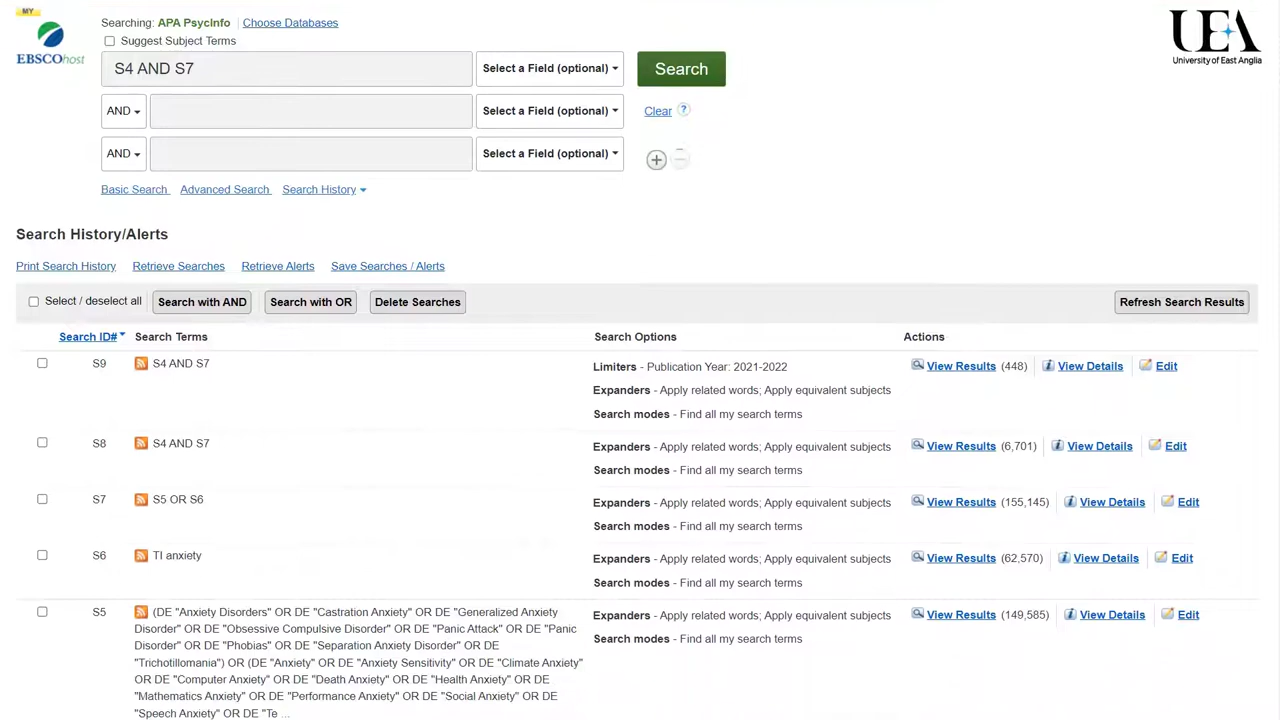 MY
Searching: APA PsycInfo Choose Databases
Suggest Subject Terms
EBSCOhost
UEA
University of East Anglia
S4 AND S7 Select a Field (optional) Search
AND Select a Field (optional) Clear ?
AND Select a Field (optional)
Basic Search Advanced Search Search History
Search History/Alerts
Print Search History Retrieve Searches Retrieve Alerts Save Searches / Alerts
Select / deselect all Search with AND Search with OR Delete Searches Refresh Search Results
Search ID# Search Terms Search Options Actions
S9 S4 AND S7 Limiters - Publication Year: 2021-2022 View Results (448) View Details Edit
Expanders - Apply related words; Apply equivalent subjects
Search modes - Find all my search terms
S8 S4 AND S7 Expanders - Apply related words; Apply equivalent subjects View Results (6,701) View Details Edit
Search modes - Find all my search terms
S7 S5 OR S6 Expanders - Apply related words; Apply equivalent subjects View Results (155,145) View Details Edit
Search modes - Find all my search terms
S6 TI anxiety Expanders - Apply related words; Apply equivalent subjects View Results (62,570) View Details Edit
Search modes - Find all my search terms
S5 (DE "Anxiety Disorders" OR DE "Castration Anxiety" OR DE "Generalized Anxiety Expanders - Apply related words; Apply equivalent subjects View Results (149,585) View Details Edit
Disorder" OR DE "Obsessive Compulsive Disorder" OR DE "Panic Attack" OR DE "Panic Search modes - Find all my search terms
Disorder" OR DE "Phobias" OR DE "Separation Anxiety Disorder" OR DE
"Trichotillomania") OR (DE "Anxiety" OR DE "Anxiety Sensitivity" OR DE "Climate Anxiety"
OR DE "Computer Anxiety" OR DE "Death Anxiety" OR DE "Health Anxiety" OR DE
"Mathematics Anxiety" OR DE "Performance Anxiety" OR DE "Social Anxiety" OR DE
"Speech Anxiety" OR DE "Te ...